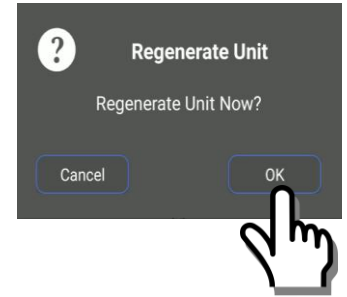 ?
Regenerate Unit
Regenerate Unit Now?
Cancel
OK